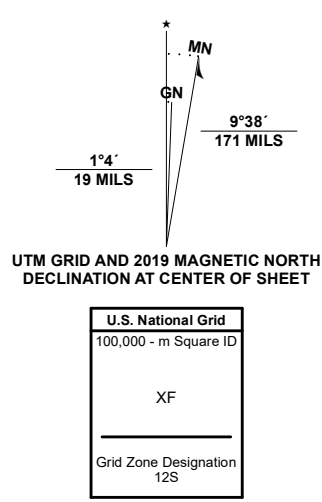 ★
MN
GN
9°38´
171 MILS
1°4´
19 MILS
UTM GRID AND 2019 MAGNETIC NORTH
DECLINATION AT CENTER OF SHEET
U.S. National Grid
100,000 - m Square ID
XF
Grid Zone Designation
12S